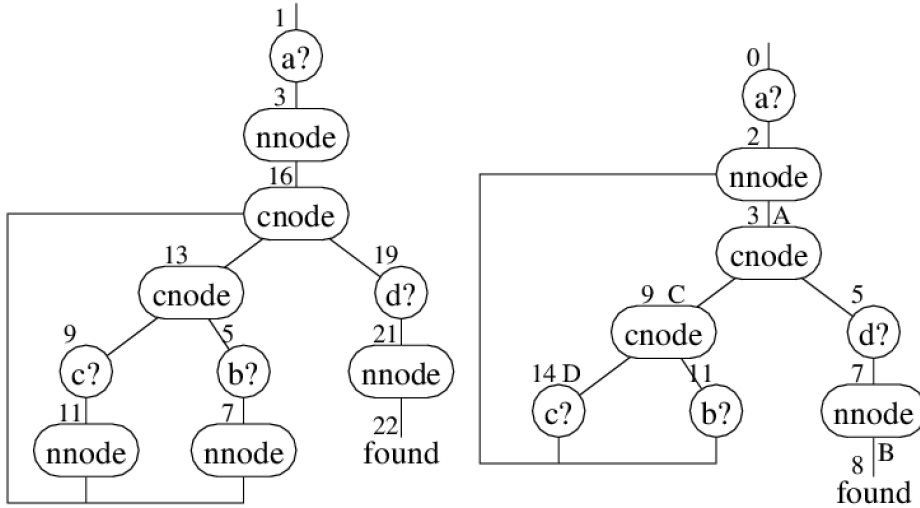 1
a?
3
nnode
16
cnode
13
19
cnode
d?
9
5
21
c?
b?
nnode
11
7
22
nnode
nnode
found
0
a?
2
nnode
3 A
cnode
9 C
5
cnode
d?
14 D
11
7
c?
b?
nnode
8
B
found